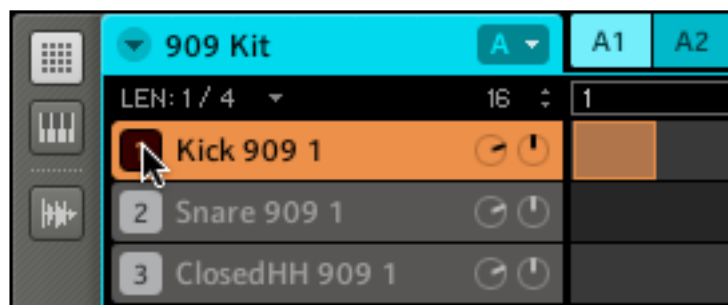 909 Kit A A1 A2
LEN: 1 / 4 16 1
Kick 909 1
2 Snare 909 1
3 ClosedHH 909 1